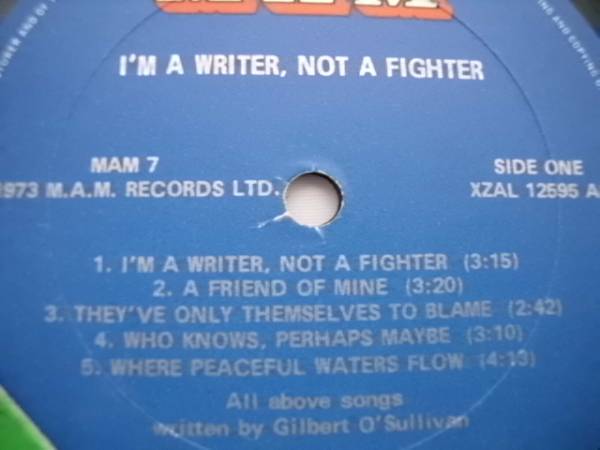 I'M A WRITER, NOT A FIGHTER
MAM 7
SIDE ONE
1973 M.A.M. RECORDS LTD.
XZAL 12595 A
1. I'M A WRITER, NOT A FIGHTER (3:15)
2. A FRIEND OF MINE (3:20)
3. THEY'VE ONLY THEMSELVES TO BLAME (2:42)
4. WHO KNOWS, PERHAPS MAYBE (3:10)
5. WHERE PEACEFUL WATERS FLOW (4:13)
All above songs
written by Gilbert O'Sullivan